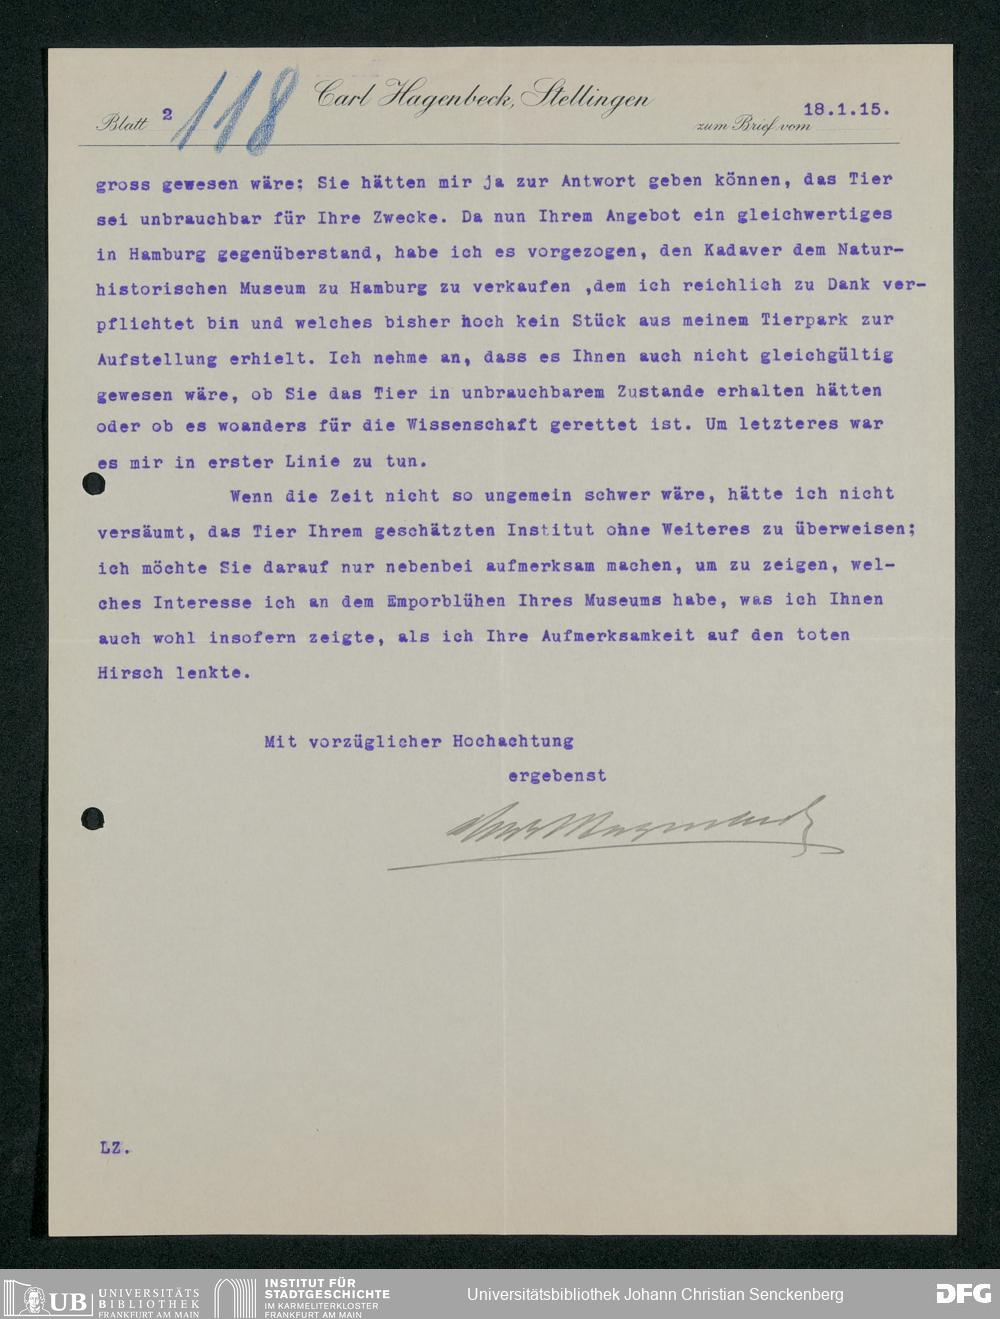 Carl Hagenbeck, Stellingen
Blatt 2
118
zum Brief vom 18.1.15.
gross gewesen wäre; Sie hätten mir ja zur Antwort geben können, das Tier
sei unbrauchbar für Ihre Zwecke. Da nun Ihrem Angebot ein gleichwertiges
in Hamburg gegenüberstand, habe ich es vorgezogen, den Kadaver dem Natur-
historischen Museum zu Hamburg zu verkaufen ,dem ich reichlich zu Dank ver-
pflichtet bin und welches bisher noch kein Stück aus meinem Tierpark zur
Aufstellung erhielt. Ich nehme an, dass es Ihnen auch nicht gleichgültig
gewesen wäre, ob Sie das Tier in unbrauchbarem Zustande erhalten hätten
oder ob es woanders für die Wissenschaft gerettet ist. Um letzteres war
es mir in erster Linie zu tun.
Wenn die Zeit nicht so ungemein schwer wäre, hätte ich nicht
versäumt, das Tier Ihrem geschätzten Institut ohne Weiteres zu überweisen;
ich möchte Sie darauf nur nebenbei aufmerksam machen, um zu zeigen, wel-
ches Interesse ich an dem Emporblühen Ihres Museums habe, was ich Ihnen
auch wohl insofern zeigte, als ich Ihre Aufmerksamkeit auf den toten
Hirsch lenkte.
Mit vorzüglicher Hochachtung
ergebenst
LZ.
UB UNIVERSITÄTS
BIBLIOTHEK
FRANKFURT AM MAIN
INSTITUT FÜR
STADTGESCHICHTE
IM KARMELITERKLOSTER
FRANKFURT AM MAIN
Universitätsbibliothek Johann Christian Senckenberg
DFG